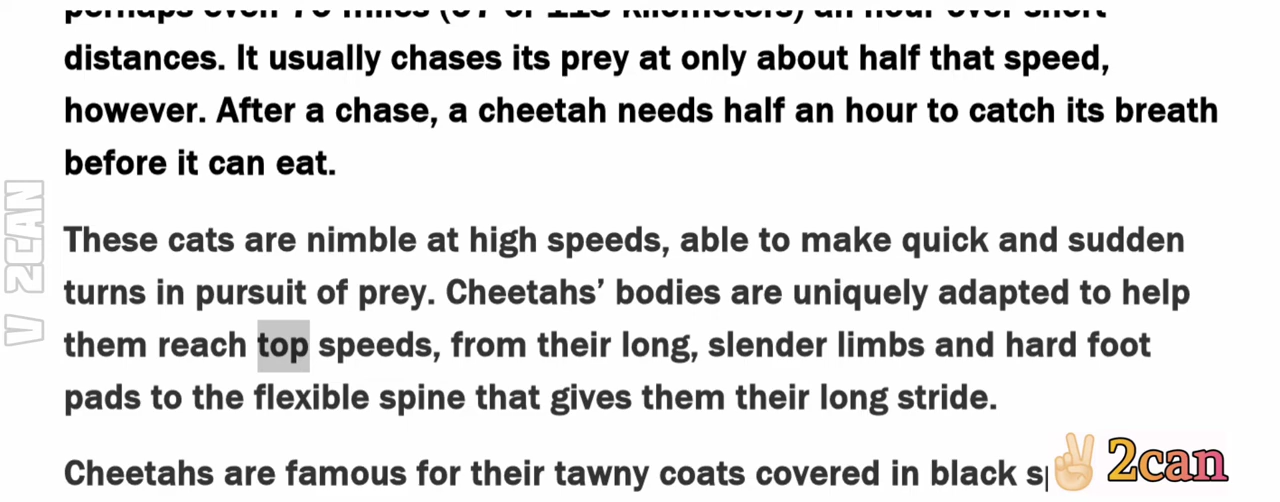 distances. It usually chases its prey at only about half that speed,
however. After a chase, a cheetah needs half an hour to catch its breath
before it can eat.
These cats are nimble at high speeds, able to make quick and sudden
turns in pursuit of prey. Cheetahs’ bodies are uniquely adapted to help
them reach top speeds, from their long, slender limbs and hard foot
pads to the flexible spine that gives them their long stride.
Cheetahs are famous for their tawny coats covered in black
2can
V 2CAN